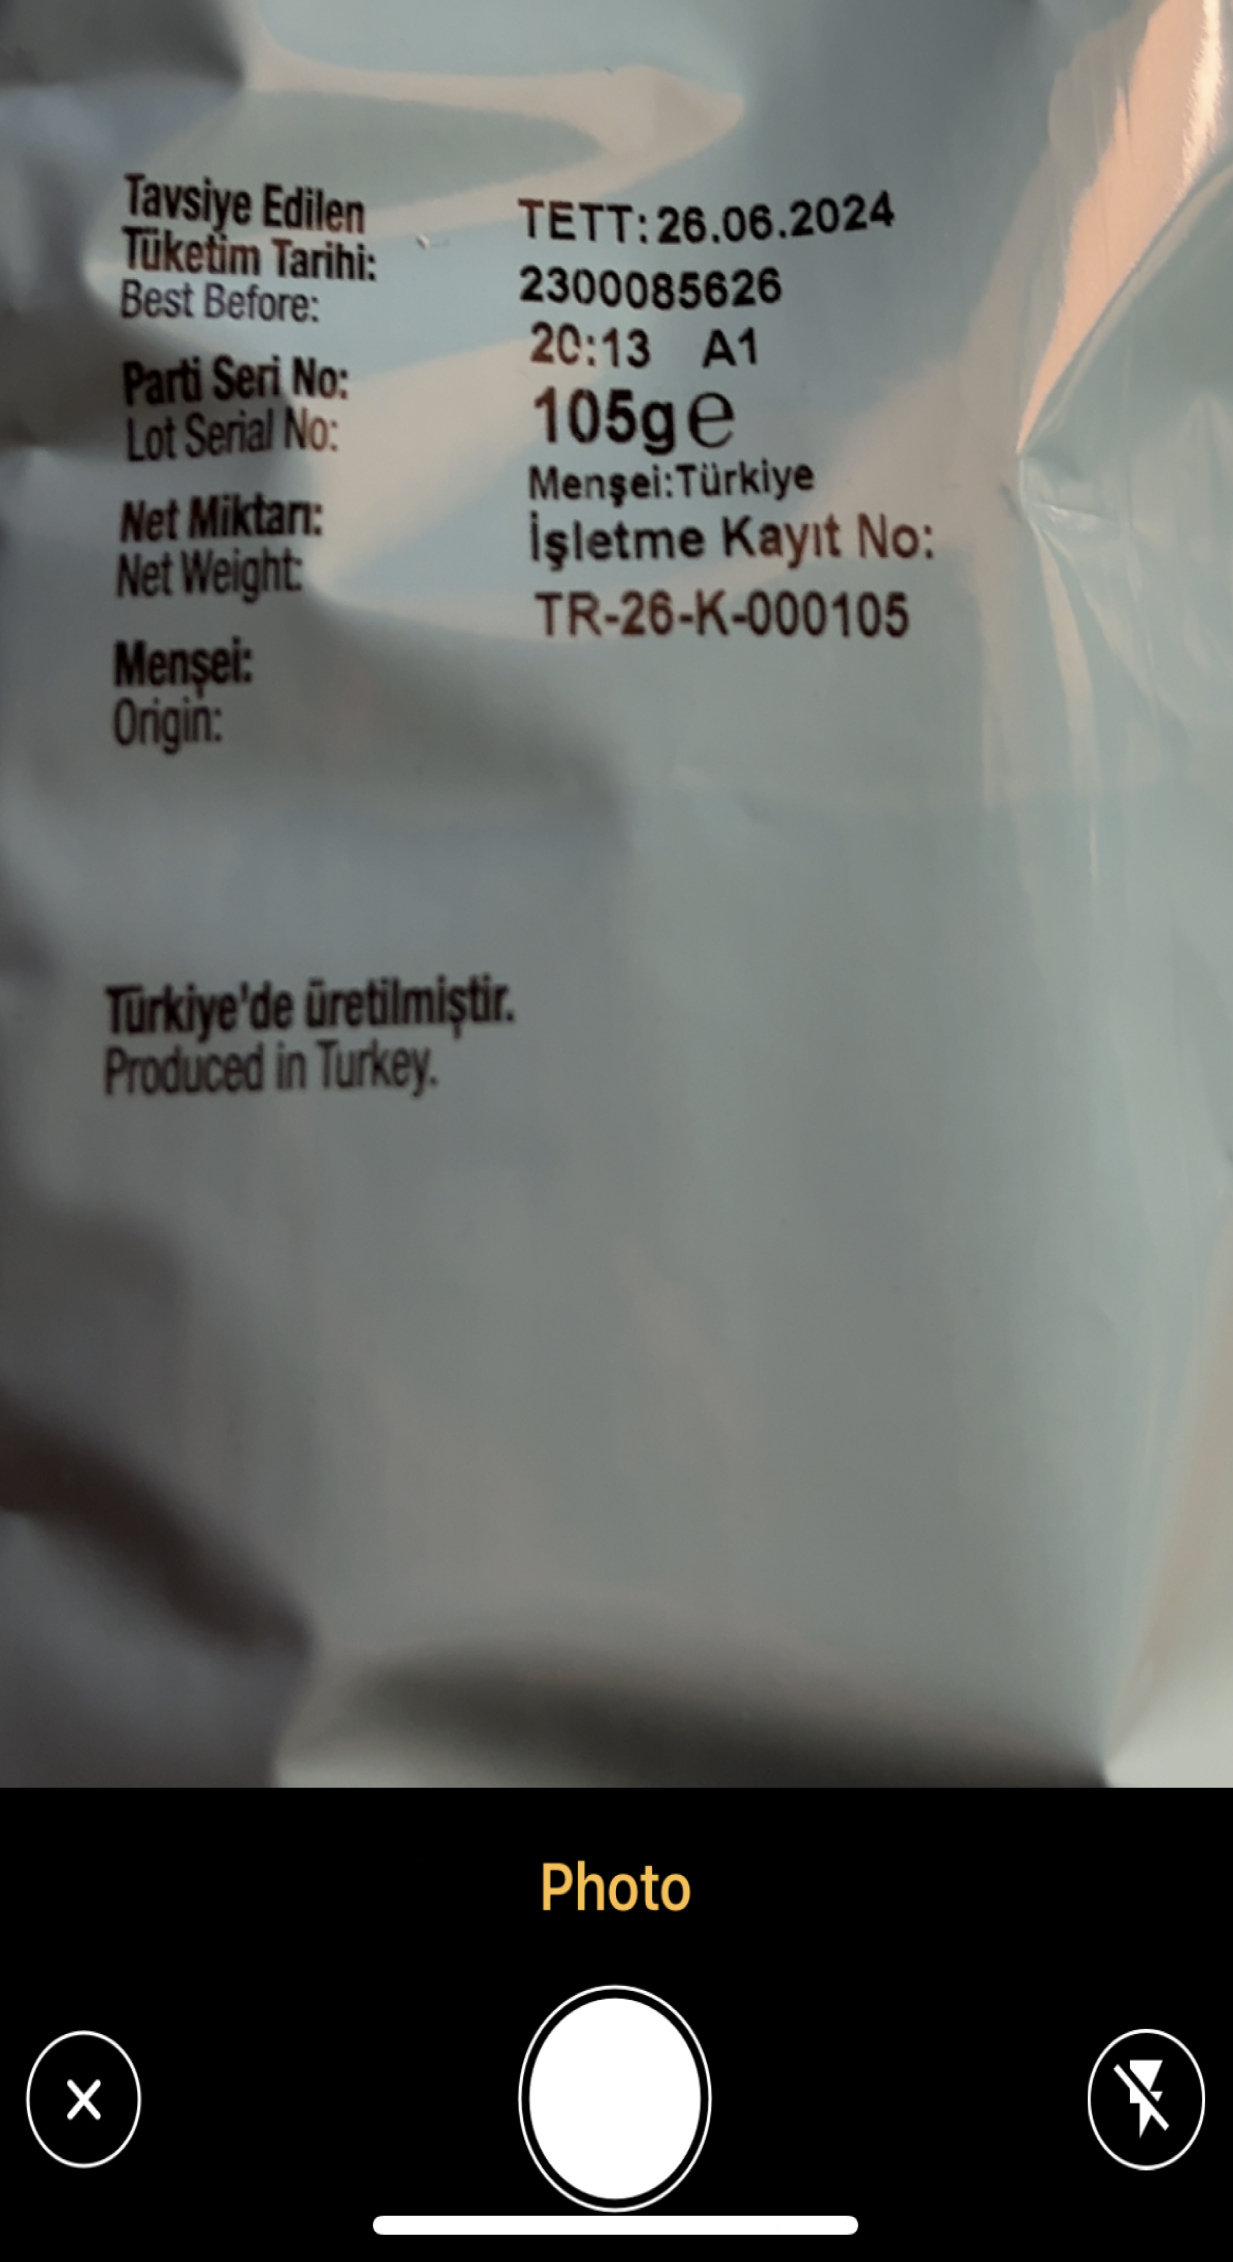 Tavsiye Edilen
Tüketim Tarihi:
Best Before:
Parti Seri No:
Lot Serial No:
Net Miktarı:
Net Weight:
Menşei:
Origin:
TETT:26.06.2024
2300085626
20:13 A1
105g e
Menşei:Türkiye
İşletme Kayıt No:
TR-26-K-000105
Türkiye'de üretilmiştir.
Produced in Turkey.
Photo